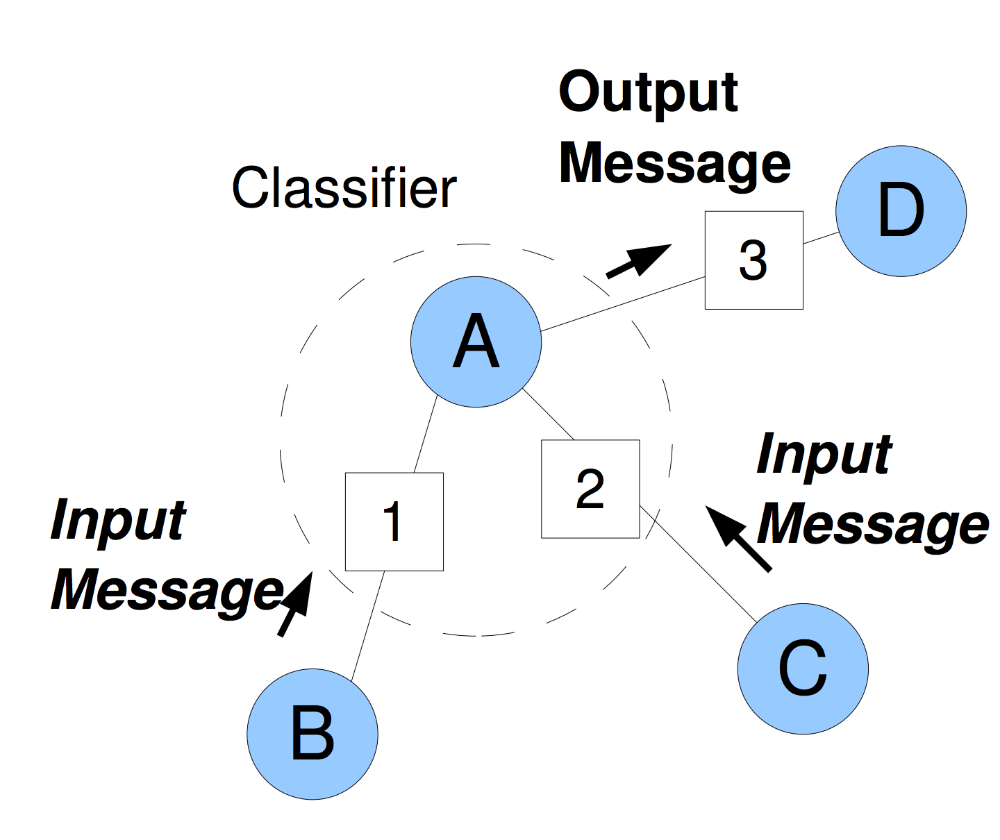 Output
Message
Classifier
D
3
A
Input
Message
2
1
Input
Message
C
B